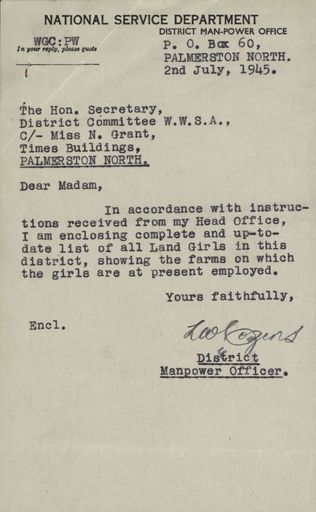 NATIONAL SERVICE DEPARTMENT
DISTRICT MAN-POWER OFFICE
WGC:PW
In your reply, please quote
P. O. Box 60,
PALMERSTON NORTH.
2nd July, 1945.
The Hon. Secretary,
District Committee W.W.S.A.,
C/- Miss N. Grant,
Times Buildings,
PALMERSTON NORTH.
Dear Madam,
In accordance with instruc-
tions received from my Head Office,
I am enclosing complete and up-to-
date list of all Land Girls in this
district, showing the farms on which
the girls are at present employed.
Yours faithfully,
Encl.
District
Manpower Officer.